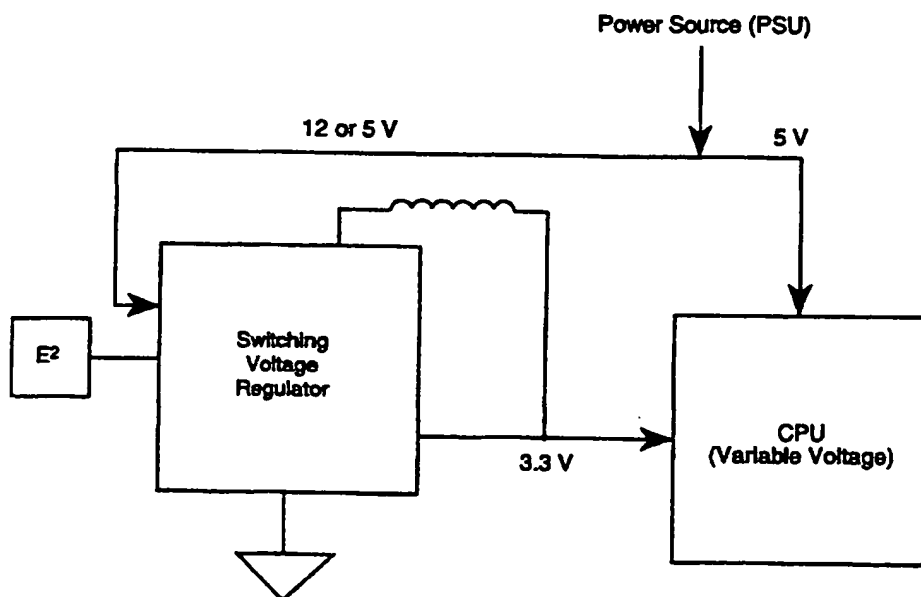 Power Source (PSU)
12 or 5 V
5 V
E²
Switching
Voltage
Regulator
3.3 V
CPU
(Variable Voltage)